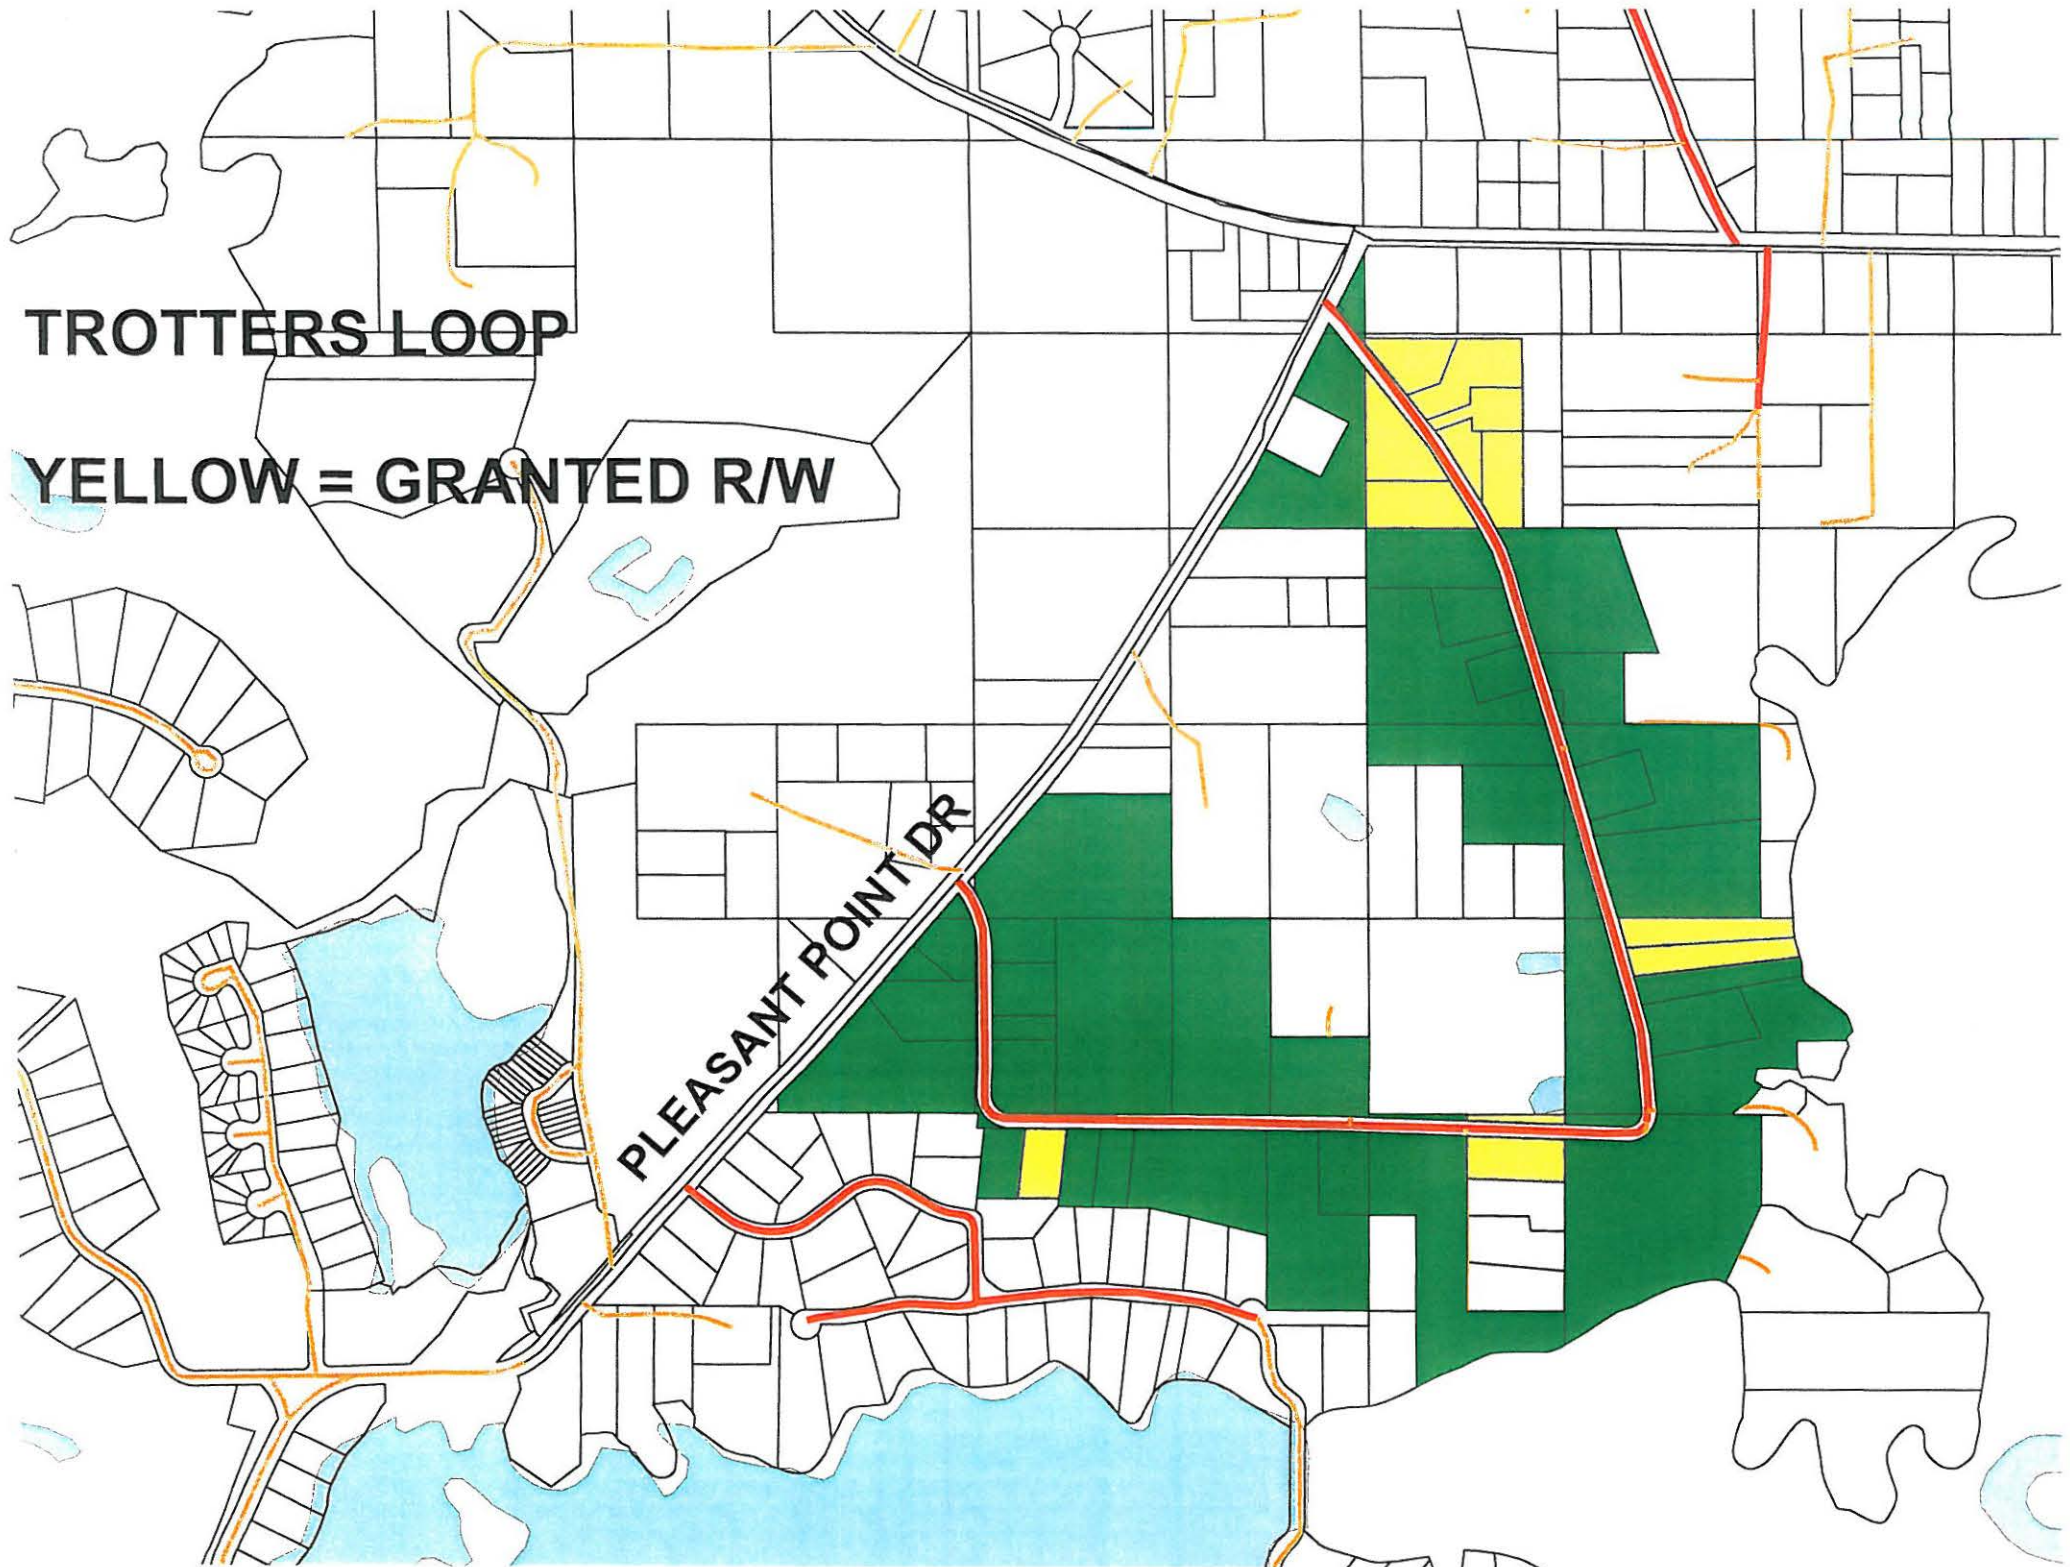 TROTTERS LOOP
YELLOW = GRANTED R/W
PLEASANT POINT DR